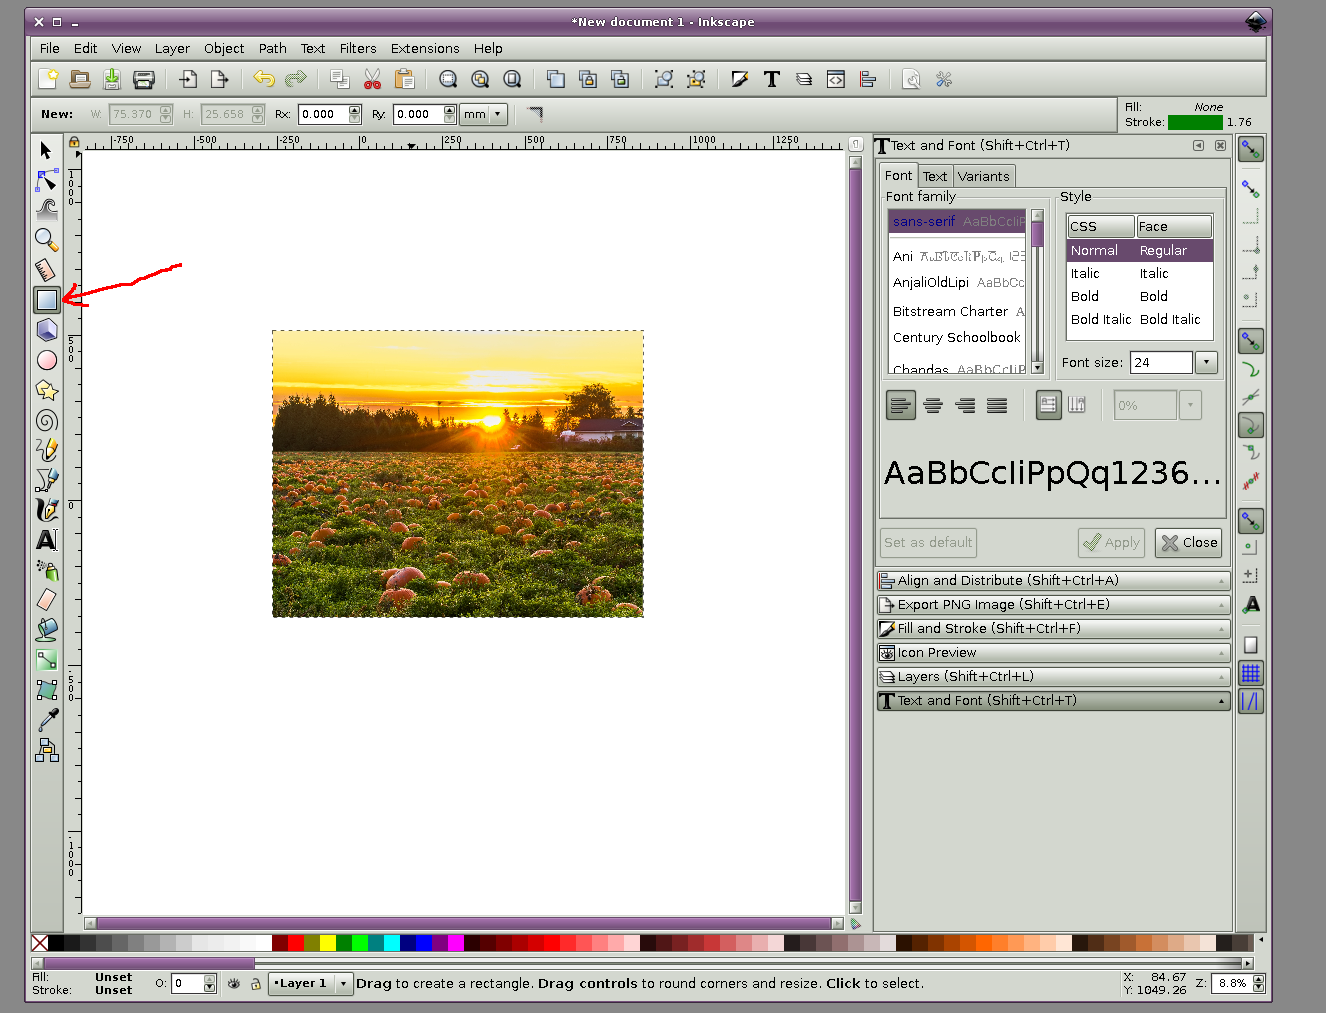 *New document 1 - Inkscape
File Edit View Layer Object Path Text Filters Extensions Help
New: W: 75.370 H: 25.658 Rx: 0.000 Ry: 0.000 mm
Fill: None
Stroke: 1.76
-750 -500 -250 0 250 500 750 1000 1250
1000
500
0
-500
-1000
Text and Font (Shift+Ctrl+T)
Font Text Variants
Font family
sans-serif AaBbCcIiP
Ani
AnjaliOldLipi AaBbCc
Bitstream Charter A
Century Schoolbook
Chandas AaBbCcIiP
Style
CSS Face
Normal Regular
Italic Italic
Bold Bold
Bold Italic Bold Italic
Font size: 24
0%
AaBbCcIiPpQq1236...
Set as default Apply Close
Align and Distribute (Shift+Ctrl+A)
Export PNG Image (Shift+Ctrl+E)
Fill and Stroke (Shift+Ctrl+F)
Icon Preview
Layers (Shift+Ctrl+L)
Text and Font (Shift+Ctrl+T)
Fill: Unset
Stroke: Unset
O: 0
•Layer 1
Drag to create a rectangle. Drag controls to round corners and resize. Click to select.
X: 84.67
Y: 1049.26
Z: 8.8%